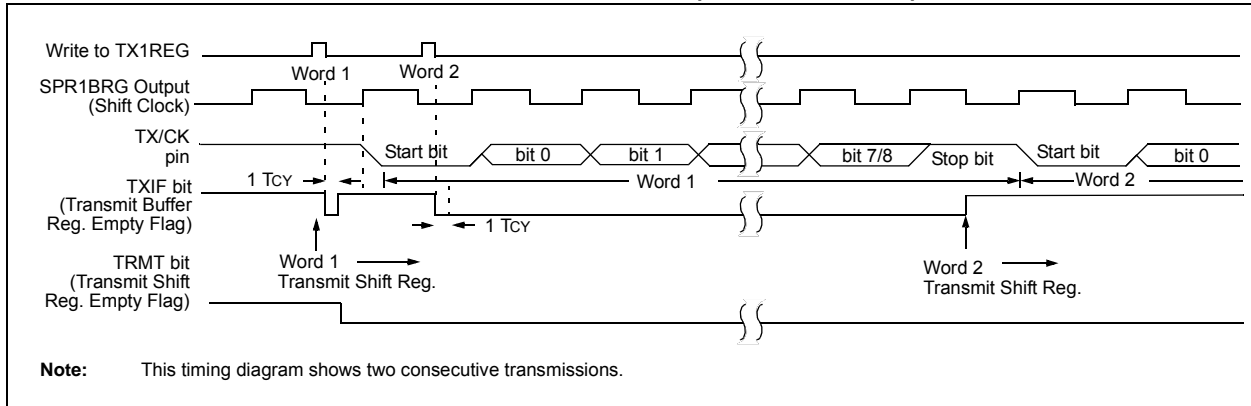 Write to TX1REG
Word 1
Word 2
SPR1BRG Output
(Shift Clock)
TX/CK
pin
Start bit
bit 0
bit 1
bit 7/8
Stop bit
Start bit
bit 0
1 TCY
Word 1
Word 2
TXIF bit
(Transmit Buffer
Reg. Empty Flag)
1 TCY
Word 1
Transmit Shift Reg.
Word 2
Transmit Shift Reg.
TRMT bit
(Transmit Shift
Reg. Empty Flag)
Note: This timing diagram shows two consecutive transmissions.